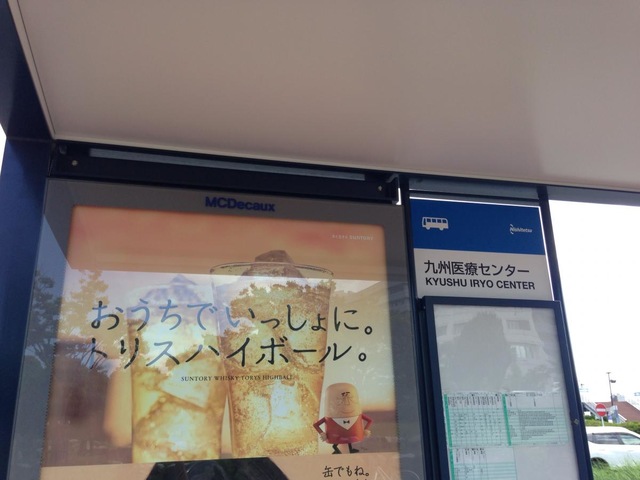 MCDecaux
おうちでいっしょに。
トリスハイボール。
SUNTORY WHISKY TORYS HIGHBALL
缶でもね。
Nishitetsu
九州医療センター
KYUSHU IRYO CENTER